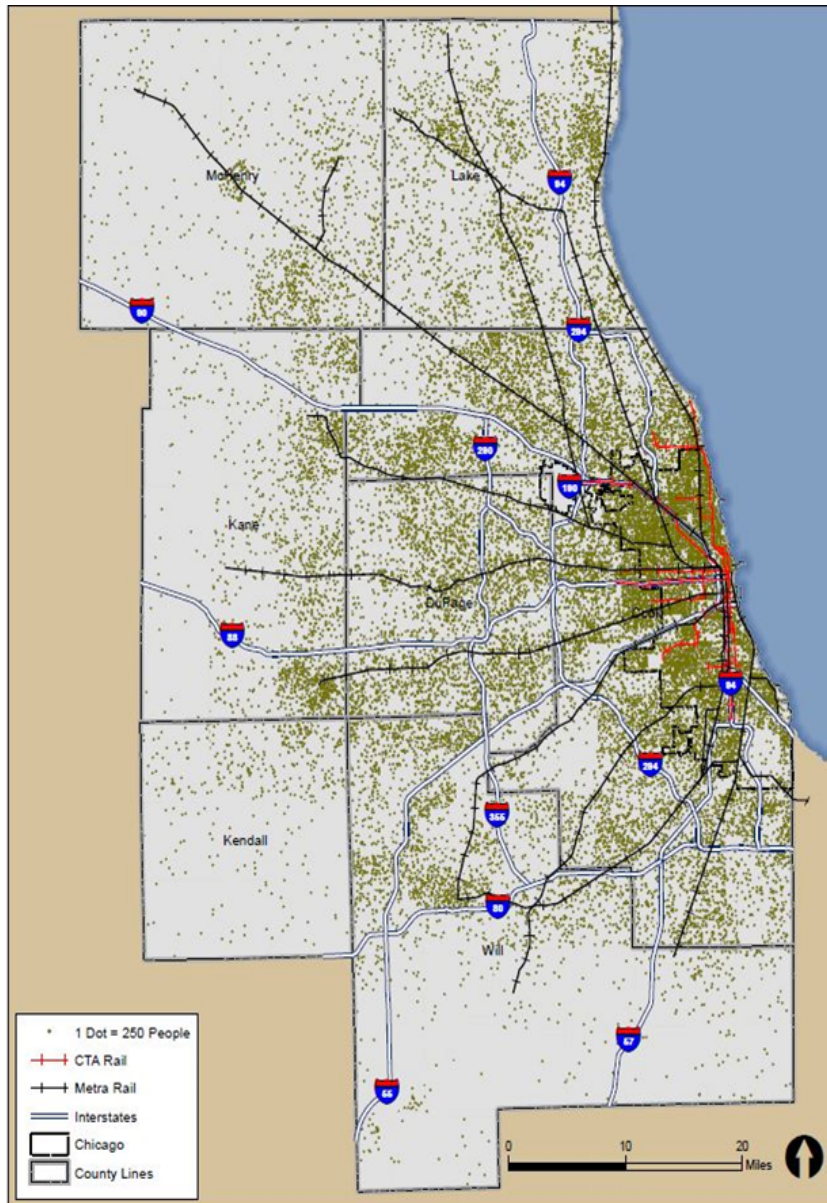 McHenry
Lake
94
90
294
290
190
Kane
DuPage
88
94
294
Kendall
355
80
Will
57
55
1 Dot = 250 People
CTA Rail
Metra Rail
Interstates
Chicago
County Lines
0 10 20
Miles